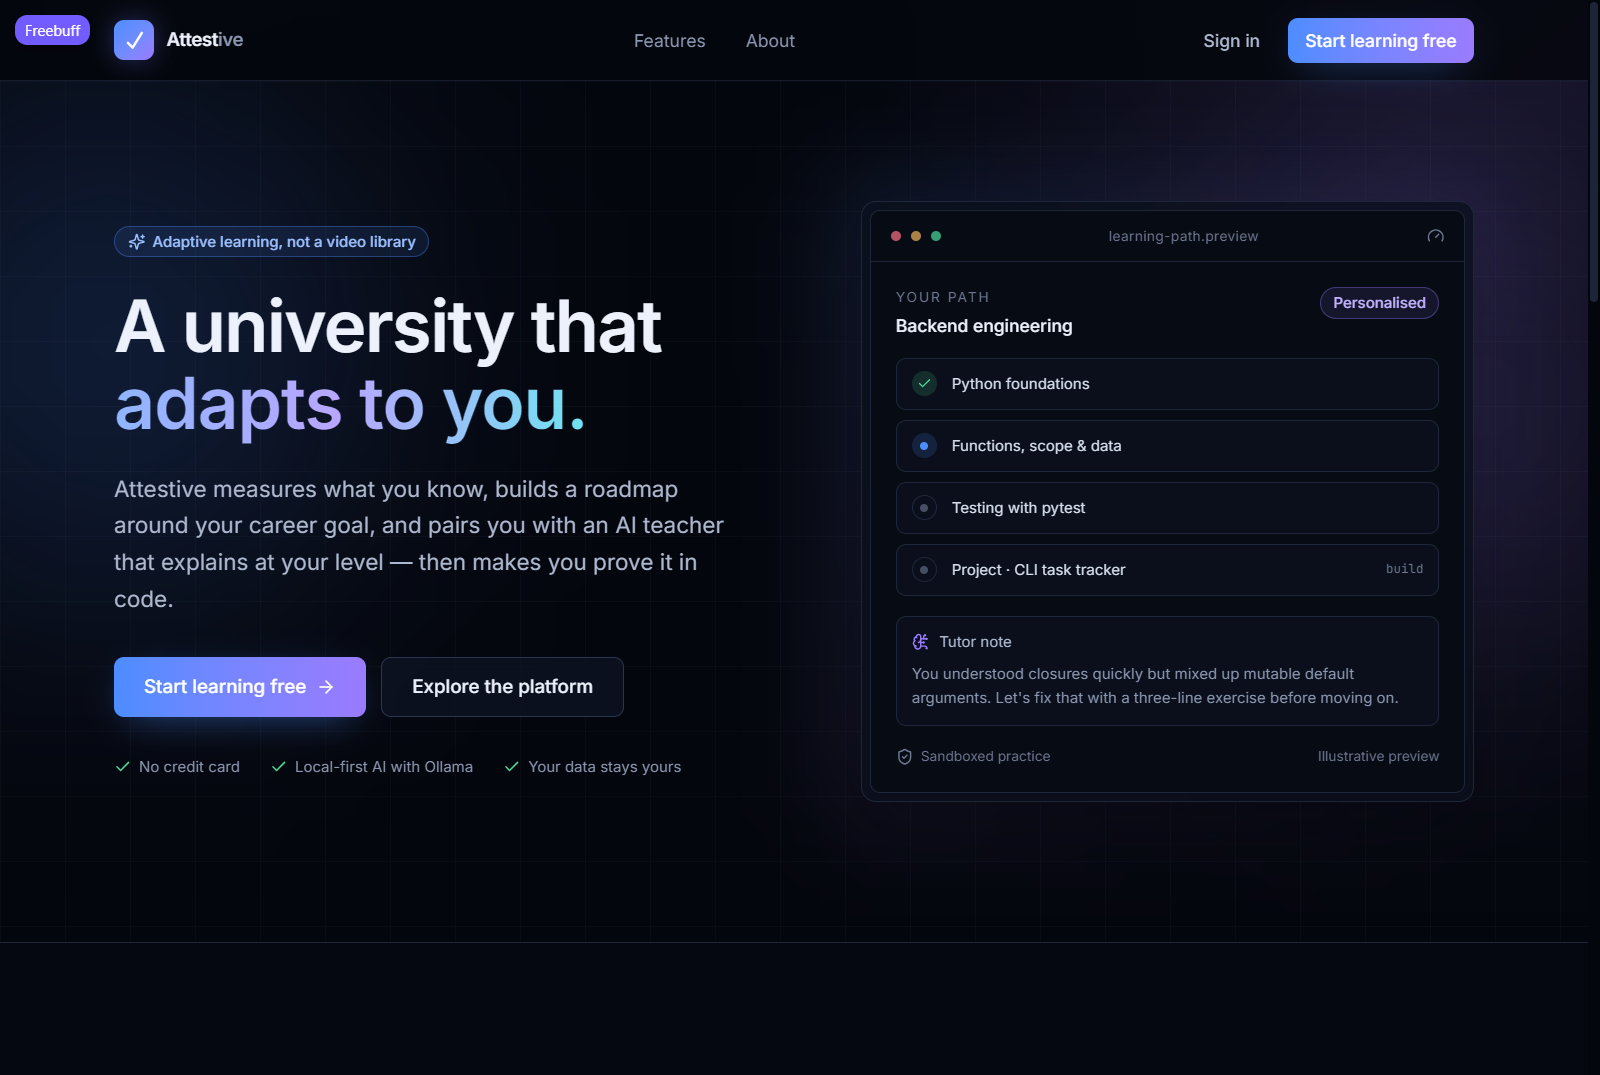 Freebuff
Attestive
Features
About
Sign in
Start learning free
Adaptive learning, not a video library
A university that
adapts to you.
Attestive measures what you know, builds a roadmap
around your career goal, and pairs you with an AI teacher
that explains at your level — then makes you prove it in
code.
Start learning free
Explore the platform
No credit card
Local-first AI with Ollama
Your data stays yours
learning-path.preview
YOUR PATH
Personalised
Backend engineering
Python foundations
Functions, scope & data
Testing with pytest
Project · CLI task tracker
build
Tutor note
You understood closures quickly but mixed up mutable default
arguments. Let's fix that with a three-line exercise before moving on.
Sandboxed practice
Illustrative preview